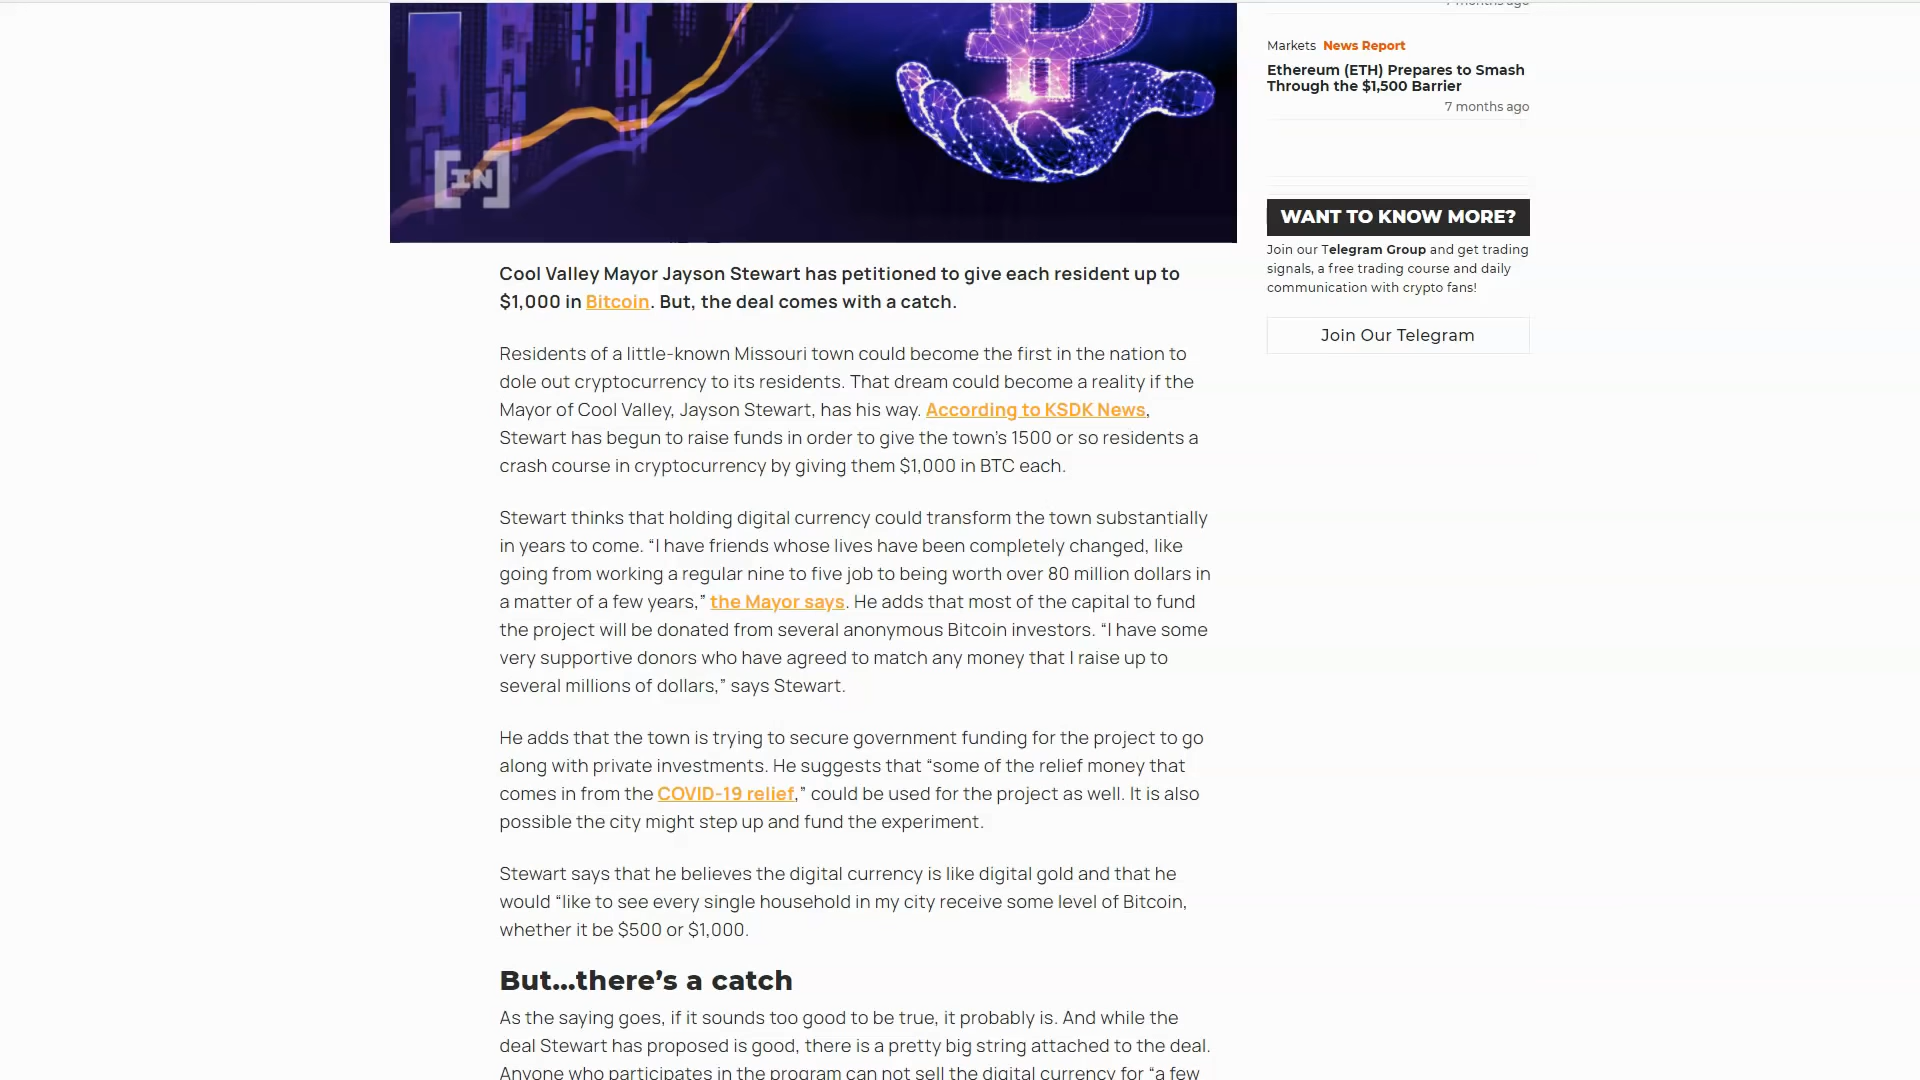 [IN]
Cool Valley Mayor Jayson Stewart has petitioned to give each resident up to
$1,000 in Bitcoin. But, the deal comes with a catch.
Residents of a little-known Missouri town could become the first in the nation to
dole out cryptocurrency to its residents. That dream could become a reality if the
Mayor of Cool Valley, Jayson Stewart, has his way. According to KSDK News,
Stewart has begun to raise funds in order to give the town’s 1500 or so residents a
crash course in cryptocurrency by giving them $1,000 in BTC each.
Stewart thinks that holding digital currency could transform the town substantially
in years to come. “I have friends whose lives have been completely changed, like
going from working a regular nine to five job to being worth over 80 million dollars in
a matter of a few years,” the Mayor says. He adds that most of the capital to fund
the project will be donated from several anonymous Bitcoin investors. “I have some
very supportive donors who have agreed to match any money that I raise up to
several millions of dollars,” says Stewart.
He adds that the town is trying to secure government funding for the project to go
along with private investments. He suggests that “some of the relief money that
comes in from the COVID-19 relief,” could be used for the project as well. It is also
possible the city might step up and fund the experiment.
Stewart says that he believes the digital currency is like digital gold and that he
would “like to see every single household in my city receive some level of Bitcoin,
whether it be $500 or $1,000.
But…there’s a catch
As the saying goes, if it sounds too good to be true, it probably is. And while the
deal Stewart has proposed is good, there is a pretty big string attached to the deal.
Anyone who participates in the program can not sell the digital currency for “a few
7 months ago
Markets News Report
Ethereum (ETH) Prepares to Smash
Through the $1,500 Barrier
7 months ago
WANT TO KNOW MORE?
Join our Telegram Group and get trading
signals, a free trading course and daily
communication with crypto fans!
Join Our Telegram